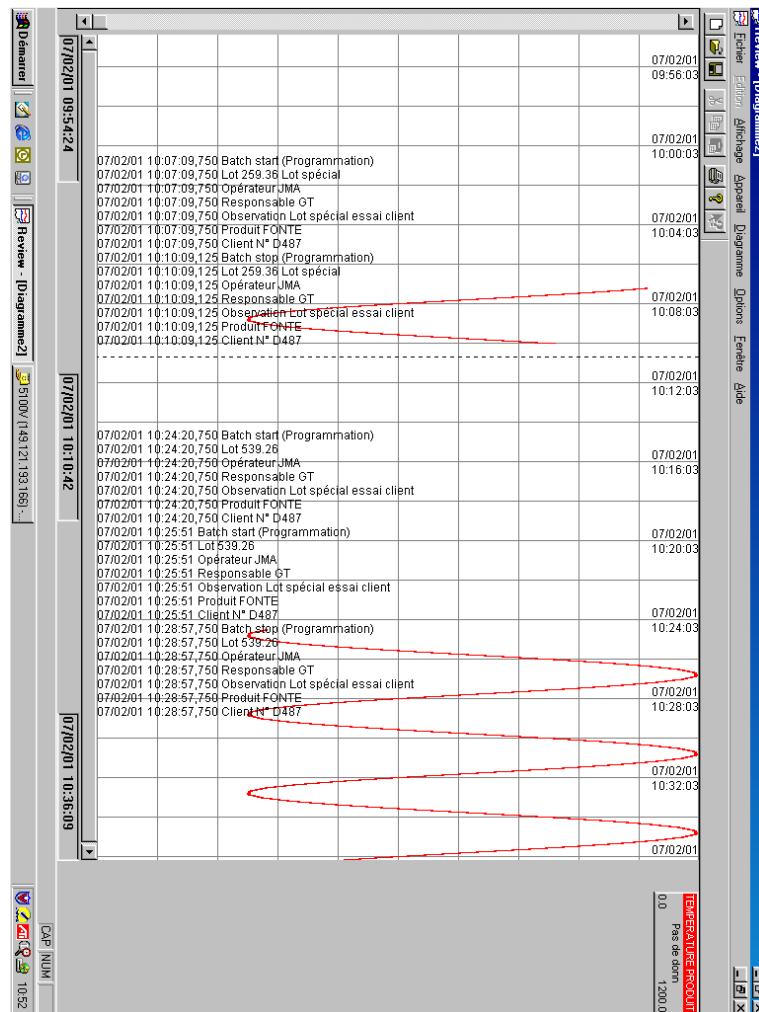 Review - [Diagramme2]
Fichier Edition Affichage Appareil Diagramme Options Fenêtre Aide
07/02/01
09:56:03
07/02/01
10:00:03
07/02/01
10:04:03
07/02/01
10:08:03
07/02/01
10:12:03
07/02/01
10:16:03
07/02/01
10:20:03
07/02/01
10:24:03
07/02/01
10:28:03
07/02/01
10:32:03
07/02/01
TEMPERATURE PRODUIT
Pas de donn
0.0 1200.0
07/02/01 10:07:09,750 Batch start (Programmation)
07/02/01 10:07:09,750 Lot 259.36 Lot spécial
07/02/01 10:07:09,750 Opérateur JMA
07/02/01 10:07:09,750 Responsable GT
07/02/01 10:07:09,750 Observation Lot spécial essai client
07/02/01 10:07:09,750 Produit FONTE
07/02/01 10:07:09,750 Client N° D487
07/02/01 10:10:09,125 Batch stop (Programmation)
07/02/01 10:10:09,125 Lot 259.36 Lot spécial
07/02/01 10:10:09,125 Opérateur JMA
07/02/01 10:10:09,125 Responsable GT
07/02/01 10:10:09,125 Observation Lot spécial essai client
07/02/01 10:10:09,125 Produit FONTE
07/02/01 10:10:09,125 Client N° D487
07/02/01 10:24:20,750 Batch start (Programmation)
07/02/01 10:24:20,750 Lot 539.26
07/02/01 10:24:20,750 Opérateur JMA
07/02/01 10:24:20,750 Responsable GT
07/02/01 10:24:20,750 Observation Lot spécial essai client
07/02/01 10:24:20,750 Produit FONTE
07/02/01 10:24:20,750 Client N° D487
07/02/01 10:25:51 Batch start (Programmation)
07/02/01 10:25:51 Lot 539.26
07/02/01 10:25:51 Opérateur JMA
07/02/01 10:25:51 Responsable GT
07/02/01 10:25:51 Observation Lot spécial essai client
07/02/01 10:25:51 Produit FONTE
07/02/01 10:25:51 Client N° D487
07/02/01 10:28:57,750 Batch stop (Programmation)
07/02/01 10:28:57,750 Lot 539.26
07/02/01 10:28:57,750 Opérateur JMA
07/02/01 10:28:57,750 Responsable GT
07/02/01 10:28:57,750 Observation Lot spécial essai client
07/02/01 10:28:57,750 Produit FONTE
07/02/01 10:28:57,750 Client N° D487
07/02/01 09:54:24 07/02/01 10:10:42 07/02/01 10:36:09
CAP NUM
Démarrer Review - [Diagramme2] 5100V (149.121.193.166) -... 10:52